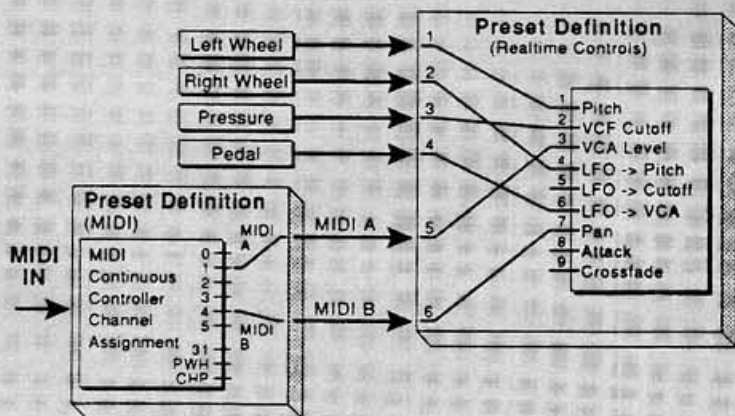 Preset Definition
(Realtime Controls)
Left Wheel
Right Wheel
Pressure
Pedal
1
2
3
4
5
6
1 Pitch
2 VCF Cutoff
3 VCA Level
4 LFO -> Pitch
5 LFO -> Cutoff
6 LFO -> VCA
7 Pan
8 Attack
9 Crossfade
Preset Definition
(MIDI)
MIDI
IN
MIDI
Continuous
Controller
Channel
Assignment
0
1
2
3
4
5
31
PWH
CHP
MIDI
A
MIDI
B
MIDI A
MIDI B